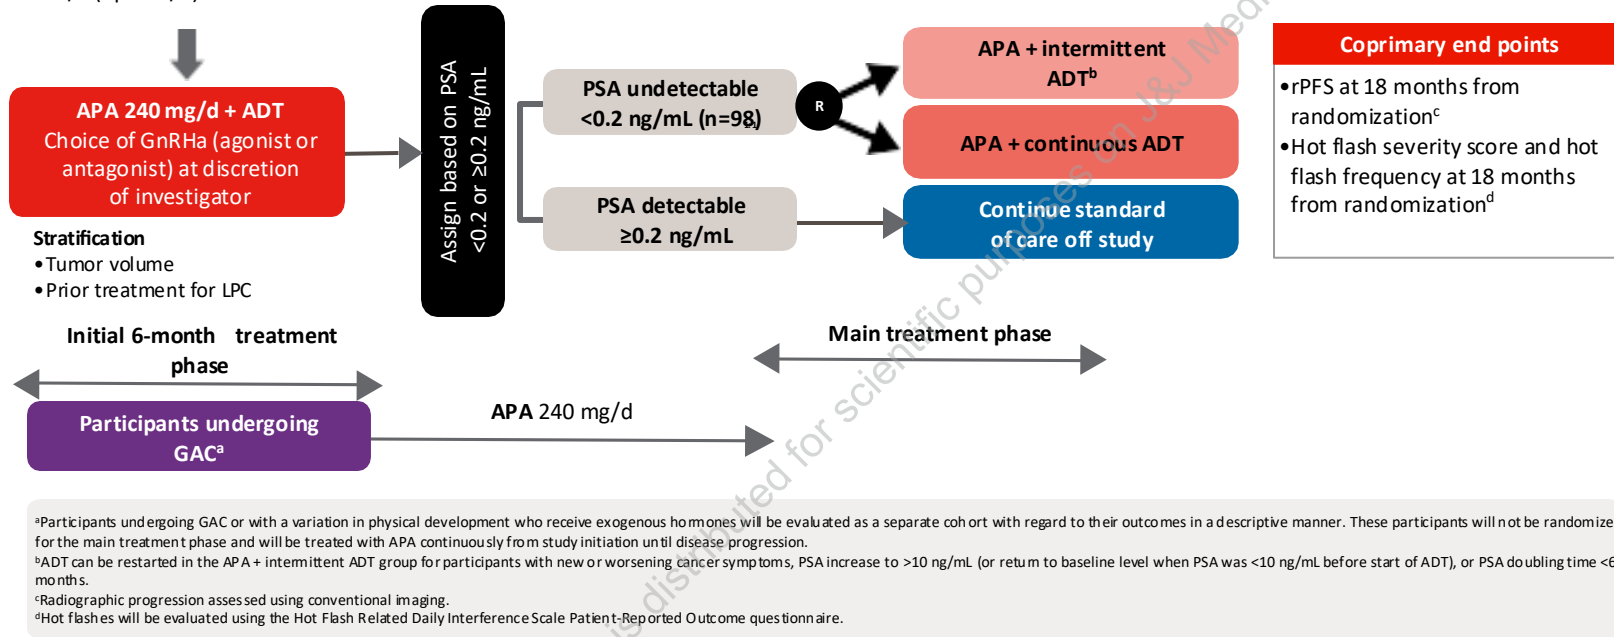 APA 240 mg/d + ADT
Choice of GnRHa (agonist or
antagonist) at discretion
of investigator
Stratification
•Tumor volume
•Prior treatment for LPC
Assign based on PSA
<0.2 or ≥0.2 ng/mL
PSA undetectable
<0.2 ng/mL (n=98)
PSA detectable
≥0.2 ng/mL
R
APA + intermittent
ADTb
APA + continuous ADT
Continue standard
of care off study
Coprimary end points
•rPFS at 18 months from
randomizationc
•Hot flash severity score and hot
flash frequency at 18 months
from randomizationd
Initial 6-month treatment
phase
Main treatment phase
Participants undergoing
GACa
APA 240 mg/d
aParticipants undergoing GAC or with a variation in physical development who receive exogenous hormones will be evaluated as a separate cohort with regard to their outcomes in a descriptive manner. These participants will not be randomize
for the main treatment phase and will be treated with APA continuously from study initiation until disease progression.
bADT can be restarted in the APA + intermittent ADT group for participants with new or worsening cancer symptoms, PSA increase to >10 ng/mL (or return to baseline level when PSA was <10 ng/mL before start of ADT), or PSA doubling time <6
months.
cRadiographic progression assessed using conventional imaging.
dHot flashes will be evaluated using the Hot Flash Related Daily Interference Scale Patient-Reported Outcome questionnaire.
is distributed for scientific purposes on J&J Medi